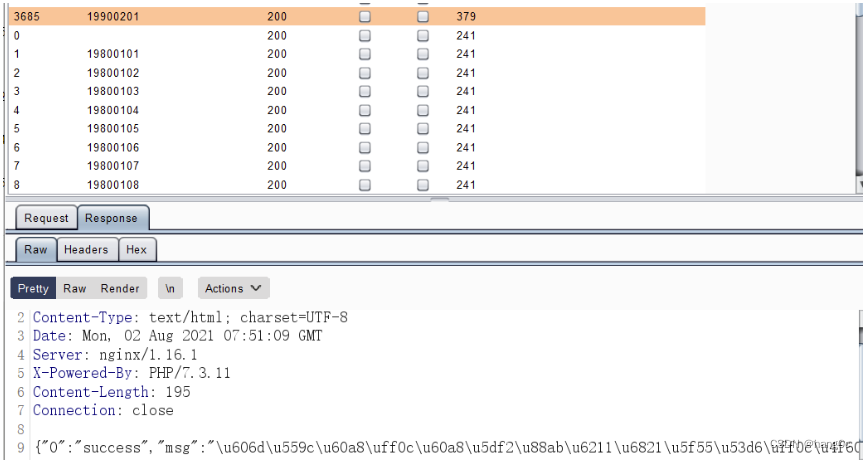 3685 19900201 200 379
0 200 241
1 19800101 200 241
2 19800102 200 241
3 19800103 200 241
4 19800104 200 241
5 19800105 200 241
6 19800106 200 241
7 19800107 200 241
8 19800108 200 241
Request Response
Raw Headers Hex
Pretty Raw Render \n Actions
2 Content-Type: text/html; charset=UTF-8
3 Date: Mon, 02 Aug 2021 07:51:09 GMT
4 Server: nginx/1.16.1
5 X-Powered-By: PHP/7.3.11
6 Content-Length: 195
7 Connection: close
8
9 {"0":"success","msg":"\u606d\u559c\u60a8\uff0c\u60a8\u5df2\u88ab\u6211\u6821\u5f55\u53d6\uff0c\u4f60